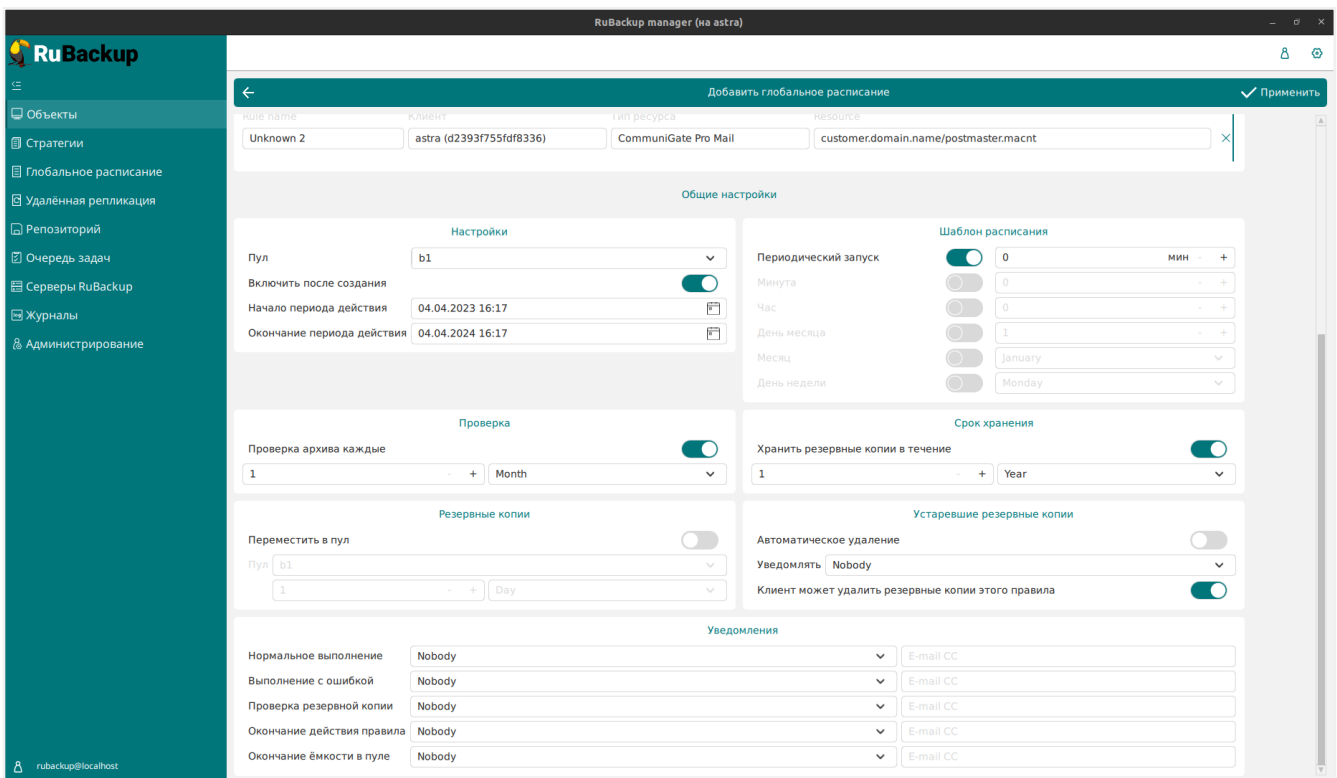 RuBackup manager (на astra)
RuBackup
Объекты
Стратегии
Глобальное расписание
Удалённая репликация
Репозиторий
Очередь задач
Серверы RuBackup
Журналы
Администрирование
rubackup@localhost
Добавить глобальное расписание
Применить
Rule name Клиент Тип ресурса Resource
Unknown 2 astra (d2393f755fdf8336) CommuniGate Pro Mail customer.domain.name/postmaster.macnt
Общие настройки
Настройки
Пул b1
Включить после создания
Начало периода действия 04.04.2023 16:17
Окончание периода действия 04.04.2024 16:17
Шаблон расписания
Периодический запуск 0 мин - +
Минута 0 - +
Час 0 - +
День месяца 1 - +
Месяц January
День недели Monday
Проверка
Проверка архива каждые
1 - + Month
Срок хранения
Хранить резервные копии в течение
1 - + Year
Резервные копии
Переместить в пул
Пул b1
1 - + Day
Устаревшие резервные копии
Автоматическое удаление
Уведомлять Nobody
Клиент может удалить резервные копии этого правила
Уведомления
Нормальное выполнение Nobody E-mail CC
Выполнение с ошибкой Nobody E-mail CC
Проверка резервной копии Nobody E-mail CC
Окончание действия правила Nobody E-mail CC
Окончание ёмкости в пуле Nobody E-mail CC